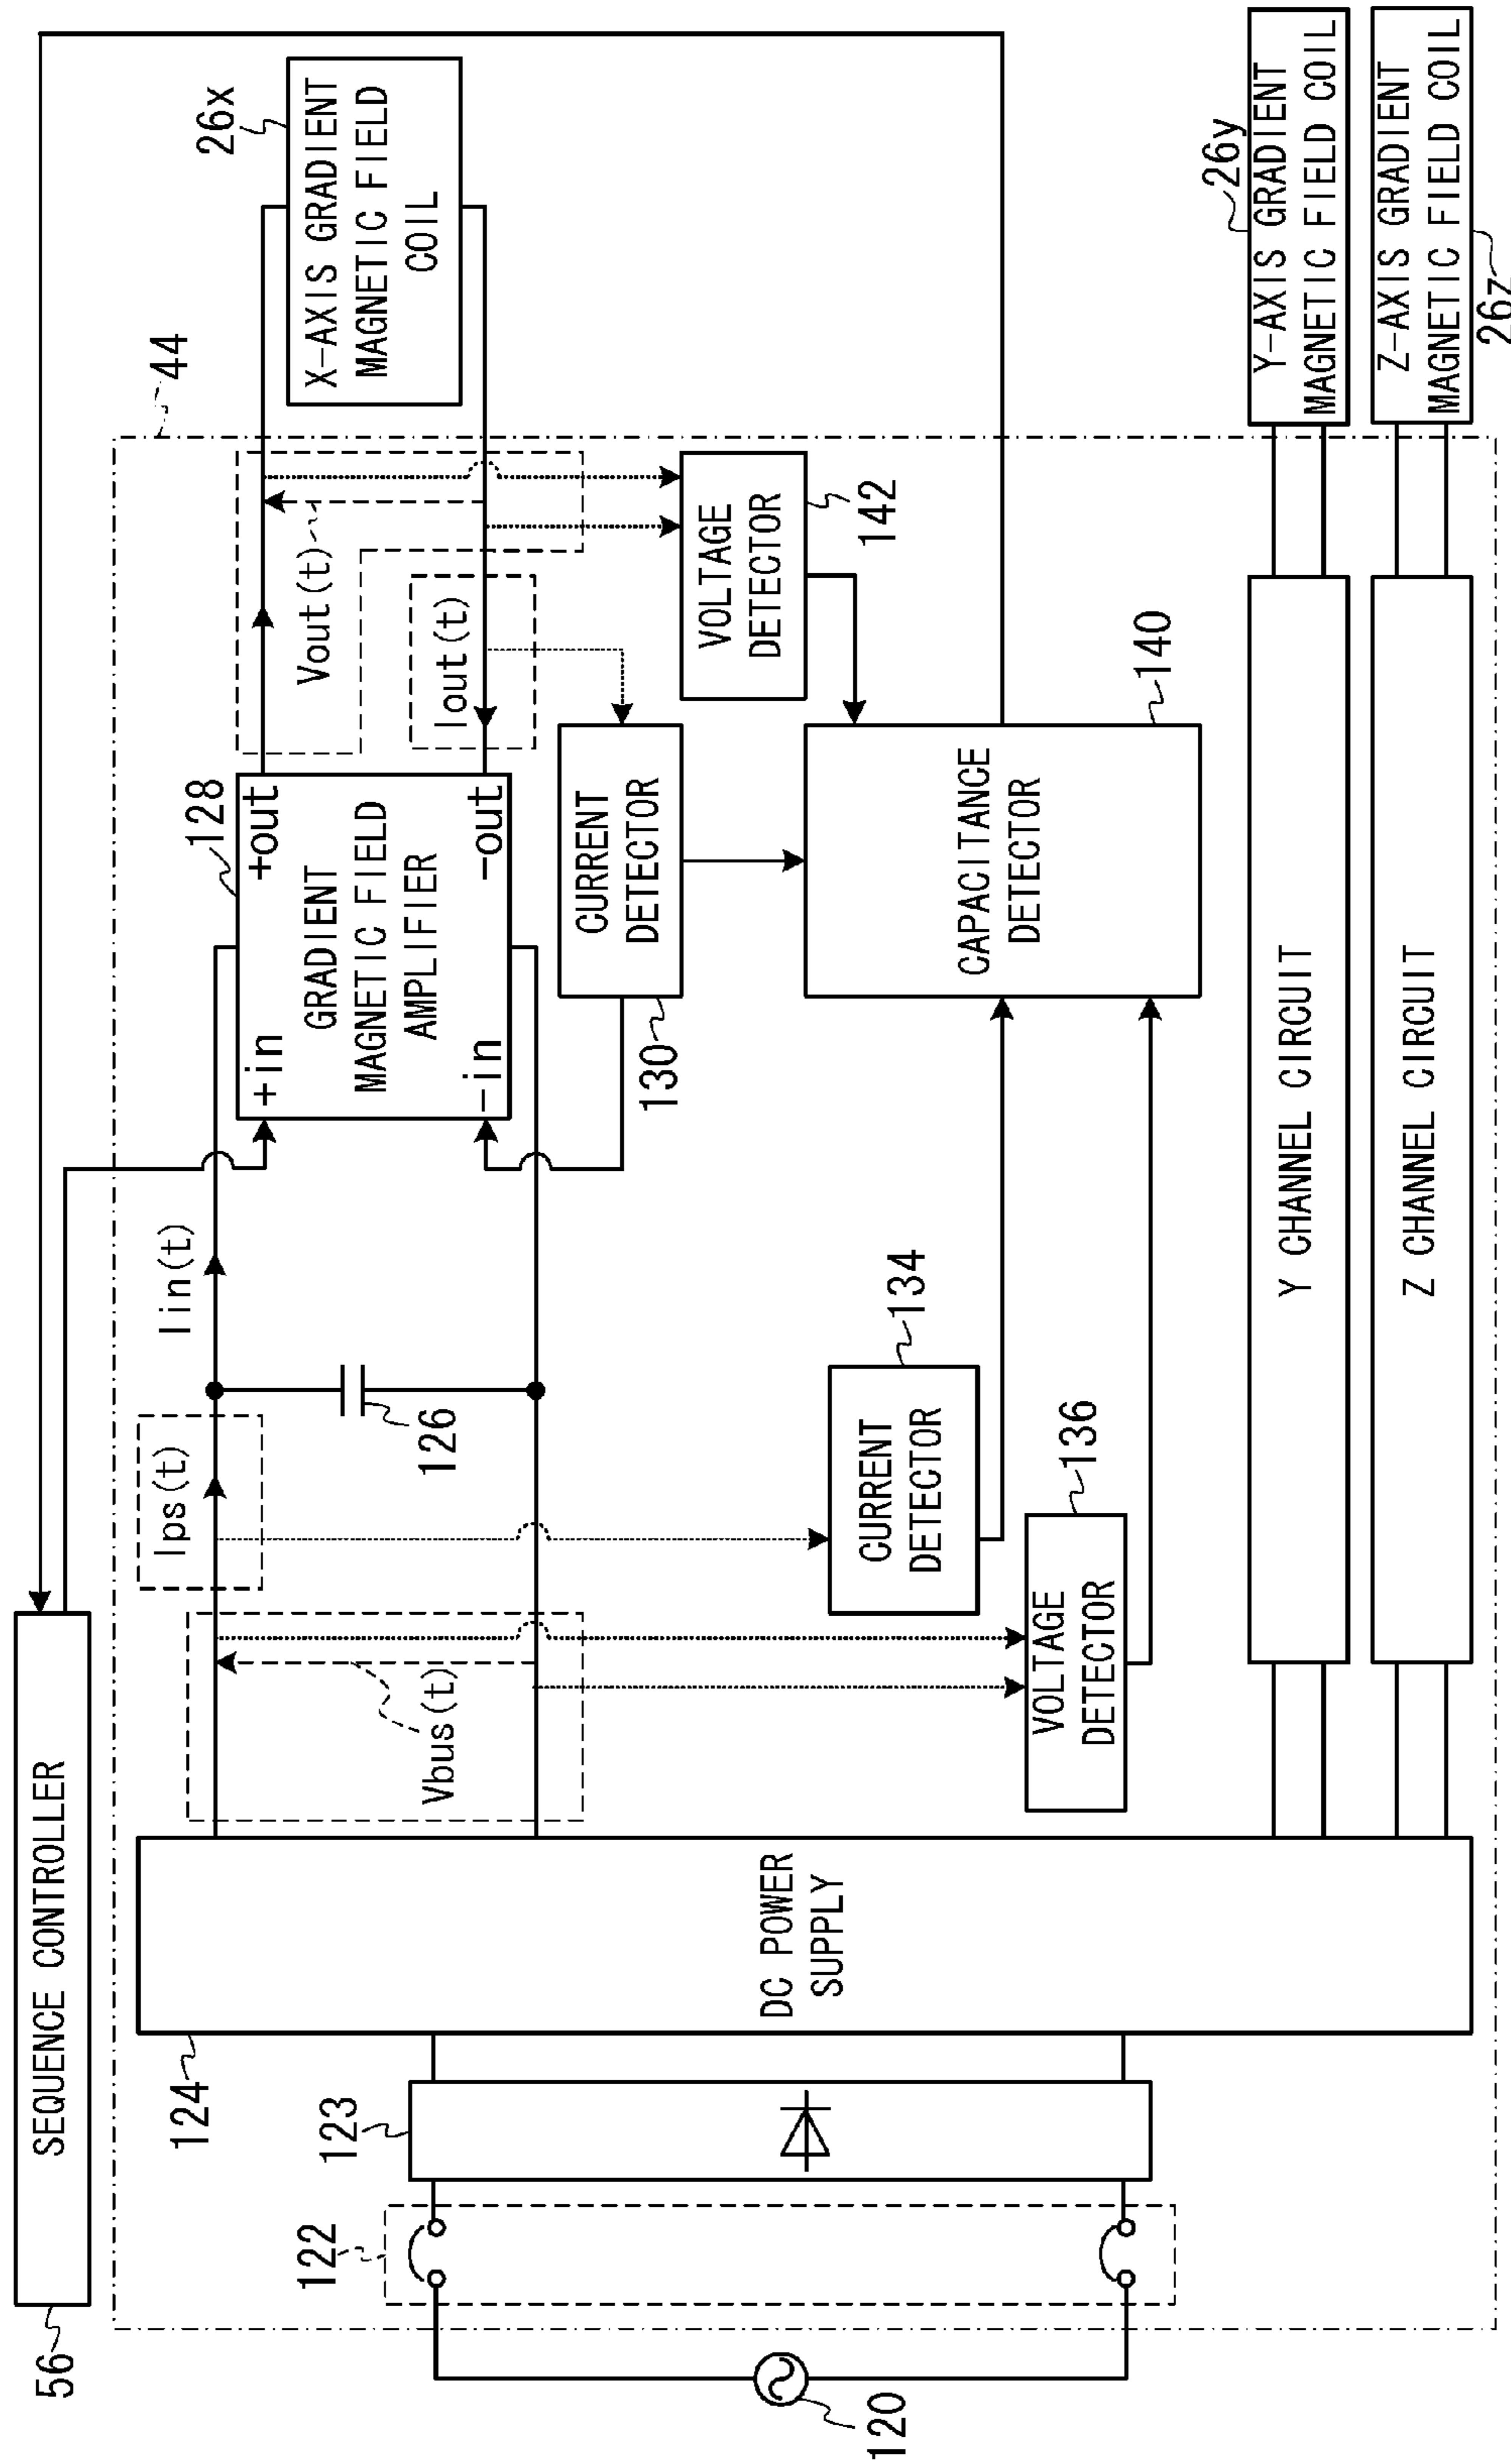 SEQUENCE CONTROLLER
56
44
26x
X-AXIS GRADIENT
MAGNETIC FIELD
COIL
Vbus(t)
Ips(t)
Iin(t)
126
128
+in
-in
+out
-out
GRADIENT
MAGNETIC FIELD
AMPLIFIER
Vout(t)
Iout(t)
120
122
123
124
DC POWER
SUPPLY
CURRENT
DETECTOR
130
VOLTAGE
DETECTOR
142
CURRENT
DETECTOR
134
VOLTAGE
DETECTOR
136
CAPACITANCE
DETECTOR
140
Y CHANNEL CIRCUIT
26y
Y-AXIS GRADIENT
MAGNETIC FIELD COIL
Z CHANNEL CIRCUIT
Z-AXIS GRADIENT
MAGNETIC FIELD COIL
26z